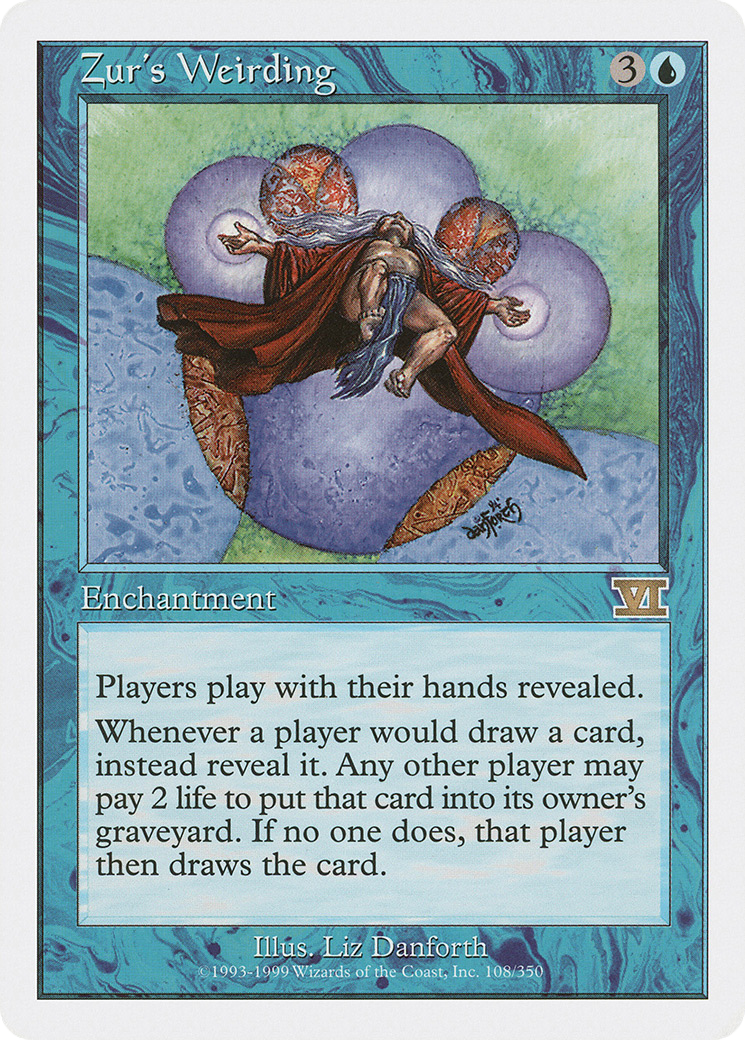 Zur's Weirding 3
Danforth
Enchantment VI
Players play with their hands revealed.
Whenever a player would draw a card,
instead reveal it. Any other player may
pay 2 life to put that card into its owner's
graveyard. If no one does, that player
then draws the card.
Illus. Liz Danforth
©1993-1999 Wizards of the Coast, Inc. 108/350